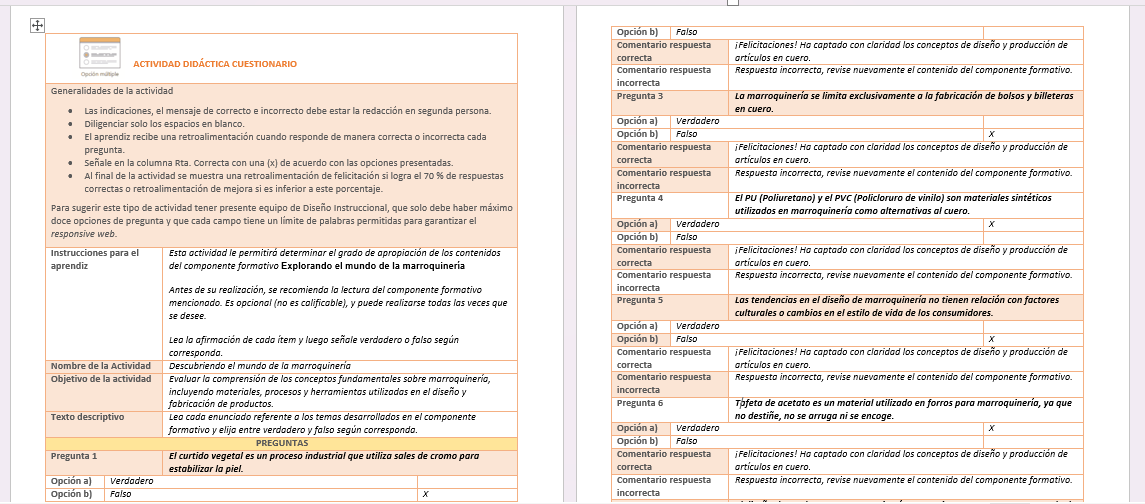 Opción múltiple
ACTIVIDAD DIDÁCTICA CUESTIONARIO
Generalidades de la actividad
• Las indicaciones, el mensaje de correcto e incorrecto debe estar la redacción en segunda persona.
• Diligenciar solo los espacios en blanco.
• El aprendiz recibe una retroalimentación cuando responde de manera correcta o incorrecta cada
pregunta.
• Señale en la columna Rta. Correcta con una (x) de acuerdo con las opciones presentadas.
• Al final de la actividad se muestra una retroalimentación de felicitación si logra el 70 % de respuestas
correctas o retroalimentación de mejora si es inferior a este porcentaje.
Para sugerir este tipo de actividad tener presente equipo de Diseño Instruccional, que solo debe haber máximo
doce opciones de pregunta y que cada campo tiene un límite de palabras permitidas para garantizar el
responsive web.
Instrucciones para el
aprendiz
Esta actividad le permitirá determinar el grado de apropiación de los contenidos
del componente formativo Explorando el mundo de la marroquinería
Antes de su realización, se recomienda la lectura del componente formativo
mencionado. Es opcional (no es calificable), y puede realizarse todas las veces que
se desee.
Lea la afirmación de cada ítem y luego señale verdadero o falso según
corresponda.
Nombre de la Actividad
Descubriendo el mundo de la marroquinería
Objetivo de la actividad
Evaluar la comprensión de los conceptos fundamentales sobre marroquinería,
incluyendo materiales, procesos y herramientas utilizadas en el diseño y
fabricación de productos.
Texto descriptivo
Lea cada enunciado referente a los temas desarrollados en el componente
formativo y elija entre verdadero y falso según corresponda.
PREGUNTAS
Pregunta 1
El curtido vegetal es un proceso industrial que utiliza sales de cromo para
estabilizar la piel.
Opción a) Verdadero
Opción b) Falso X
Opción b) Falso
Comentario respuesta
correcta
¡Felicitaciones! Ha captado con claridad los conceptos de diseño y producción de
artículos en cuero.
Comentario respuesta
incorrecta
Respuesta incorrecta, revise nuevamente el contenido del componente formativo.
Pregunta 3
La marroquinería se limita exclusivamente a la fabricación de bolsos y billeteras
en cuero.
Opción a) Verdadero
Opción b) Falso X
Comentario respuesta
correcta
¡Felicitaciones! Ha captado con claridad los conceptos de diseño y producción de
artículos en cuero.
Comentario respuesta
incorrecta
Respuesta incorrecta, revise nuevamente el contenido del componente formativo.
Pregunta 4
El PU (Poliuretano) y el PVC (Policloruro de vinilo) son materiales sintéticos
utilizados en marroquinería como alternativas al cuero.
Opción a) Verdadero X
Opción b) Falso
Comentario respuesta
correcta
¡Felicitaciones! Ha captado con claridad los conceptos de diseño y producción de
artículos en cuero.
Comentario respuesta
incorrecta
Respuesta incorrecta, revise nuevamente el contenido del componente formativo.
Pregunta 5
Las tendencias en el diseño de marroquinería no tienen relación con factores
culturales o cambios en el estilo de vida de los consumidores.
Opción a) Verdadero
Opción b) Falso X
Comentario respuesta
correcta
¡Felicitaciones! Ha captado con claridad los conceptos de diseño y producción de
artículos en cuero.
Comentario respuesta
incorrecta
Respuesta incorrecta, revise nuevamente el contenido del componente formativo.
Pregunta 6
de acetato es un material utilizado en forros para marroquinería, ya que
no destiñe, no se arruga ni se encoge.
Opción a) Verdadero X
Opción b) Falso
Comentario respuesta
correcta
¡Felicitaciones! Ha captado con claridad los conceptos de diseño y producción de
artículos en cuero.
Comentario respuesta
incorrecta
Respuesta incorrecta, revise nuevamente el contenido del componente formativo.